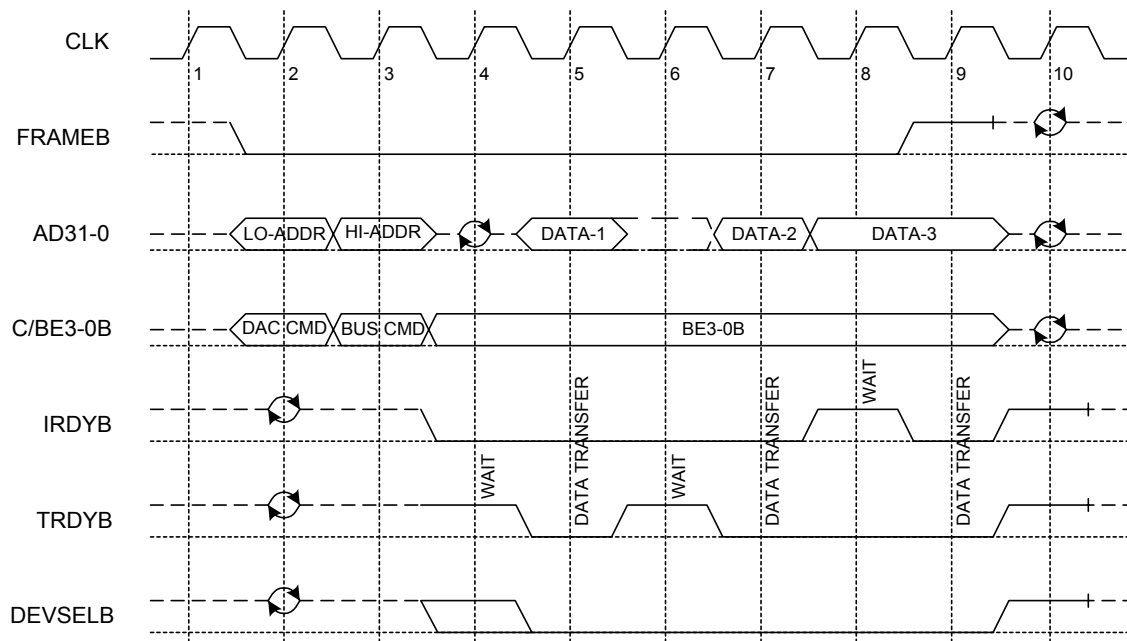 CLK
1 2 3 4 5 6 7 8 9 10
FRAMEB
AD31-0
LO-ADDR HI-ADDR DATA-1 DATA-2 DATA-3
C/BE3-0B
DAC CMD BUS CMD BE3-0B
IRDYB
WAIT
DATA TRANSFER
WAIT
DATA TRANSFER
WAIT
DATA TRANSFER
TRDYB
DEVSELB